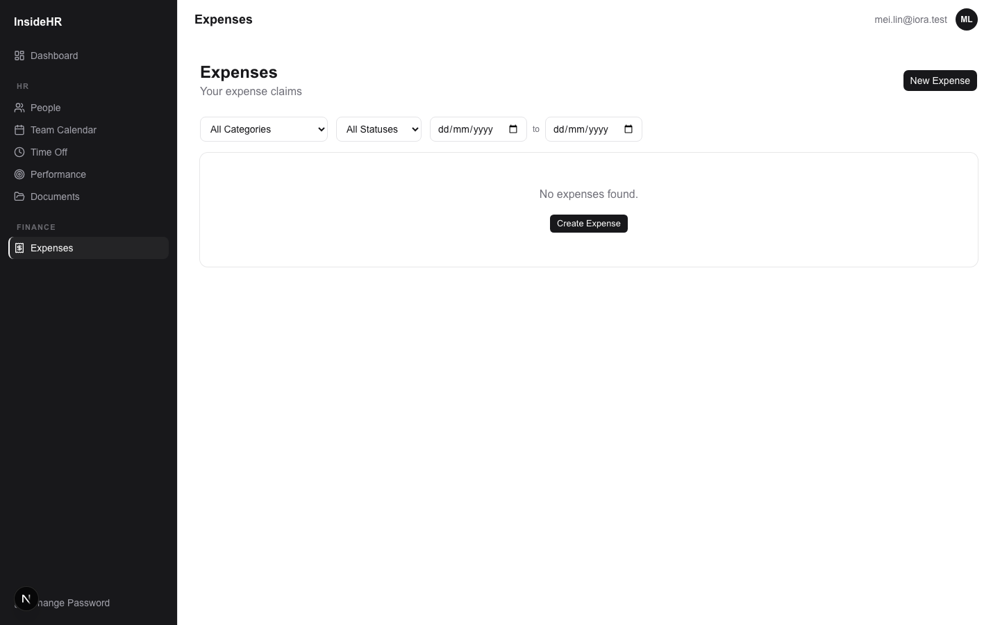 InsideHR
Dashboard
HR
People
Team Calendar
Time Off
Performance
Documents
FINANCE
Expenses
N
hange Password
Expenses
mei.lin@iora.test
ML
Expenses
Your expense claims
New Expense
All Categories
All Statuses
dd/mm/yyyy
to
dd/mm/yyyy
No expenses found.
Create Expense